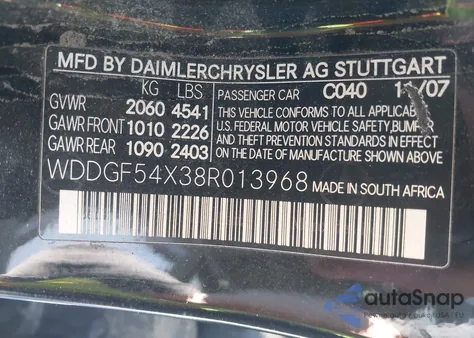 MFD BY DAIMLERCHRYSLER AG STUTTGART
KG LBS PASSENGER CAR C040 /07
GVWR 2060 4541 THIS VEHICLE CONFORMS TO ALL
GAWR FRONT 1010 2226 U.S. FEDERAL MOTOR VEHICLE SAFETY, BUMP
GAWR REAR 1090 2403 AND THEFT PREVENTION STANDARDS IN
EFFECT ON THE DATE OF
MANUFACTURE SHOWN ABOVE
WDDGF54X38R013968 MADE IN SOUTH AFRICA
autoSnap